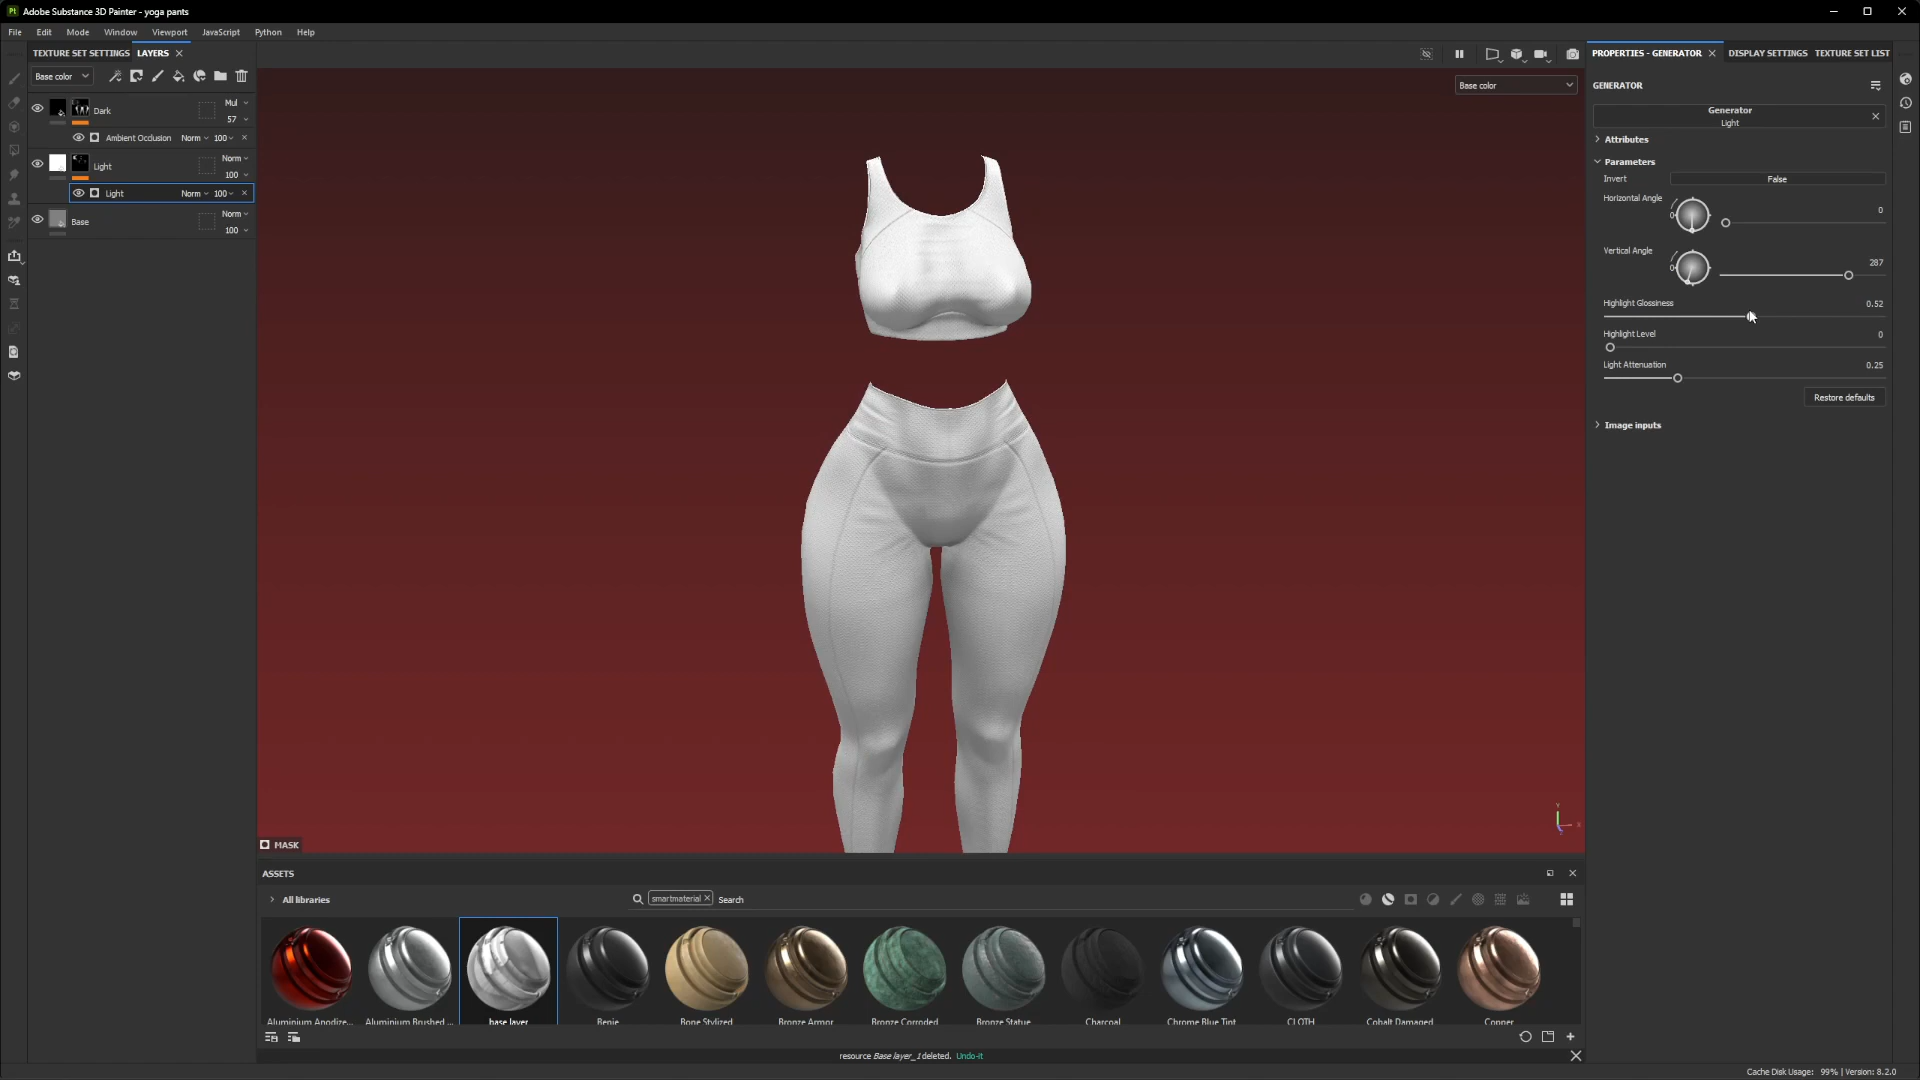 Pt Adobe Substance 3D Painter - yoga pants
File Edit Mode Window Viewport JavaScript Python Help
TEXTURE SET SETTINGS LAYERS
PROPERTIES - GENERATOR DISPLAY SETTINGS TEXTURE SET LIST
Base color
Dark Mul 57
Ambient Occlusion Norm 100
Light Norm 100
Light Norm 100
Base Norm 100
Base color
GENERATOR
Generator
Light
Attributes
Parameters
Invert False
Horizontal Angle 0 0
Vertical Angle 0 287
Highlight Glossiness 0.52
Highlight Level 0
Light Attenuation 0.25
Restore defaults
Image inputs
Y
X
MASK
ASSETS
All libraries smartmaterial Search
Aluminium Anodize... Aluminium Brushed ... base layer Benie Bone Stylized Bronze Armor Bronze Corroded Bronze Statue Charcoal Chrome Blue Tint CLOTH Cobalt Damaged Copper
resource Base layer_1 deleted. Undo-it
Cache Disk Usage: 99% | Version: 8.2.0